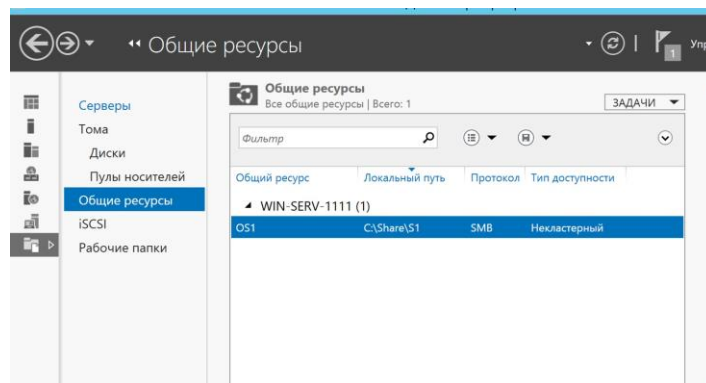 Общие ресурсы
1
Серверы
Тома
Диски
Пулы носителей
Общие ресурсы
iSCSI
Рабочие папки
Общие ресурсы
Все общие ресурсы | Всего: 1
ЗАДАЧИ
Фильтр
Общий ресурс Локальный путь Протокол Тип доступности
WIN-SERV-1111 (1)
OS1 C:\Share\S1 SMB Некластерный